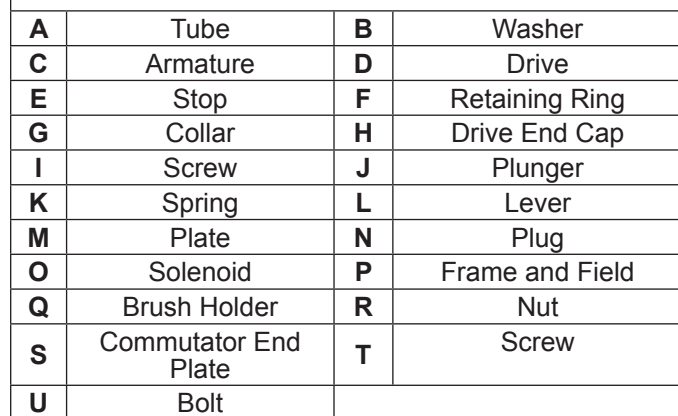 A Tube B Washer
C Armature D Drive
E Stop F Retaining Ring
G Collar H Drive End Cap
I Screw J Plunger
K Spring L Lever
M Plate N Plug
O Solenoid P Frame and Field
Q Brush Holder R Nut
S Commutator End
Plate T Screw
U Bolt